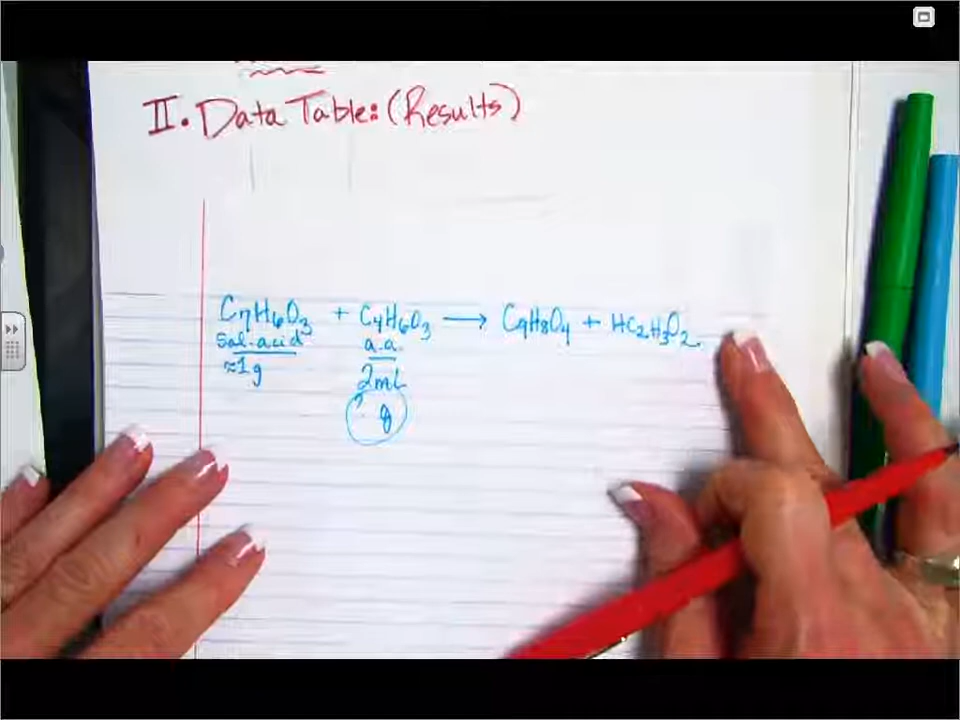 II. Data Table: (Results)
C7H6O3 + C4H6O3 → C9H8O4 + HC2H3O2
Sal. acid a.a.
≈1g 2mL
? g